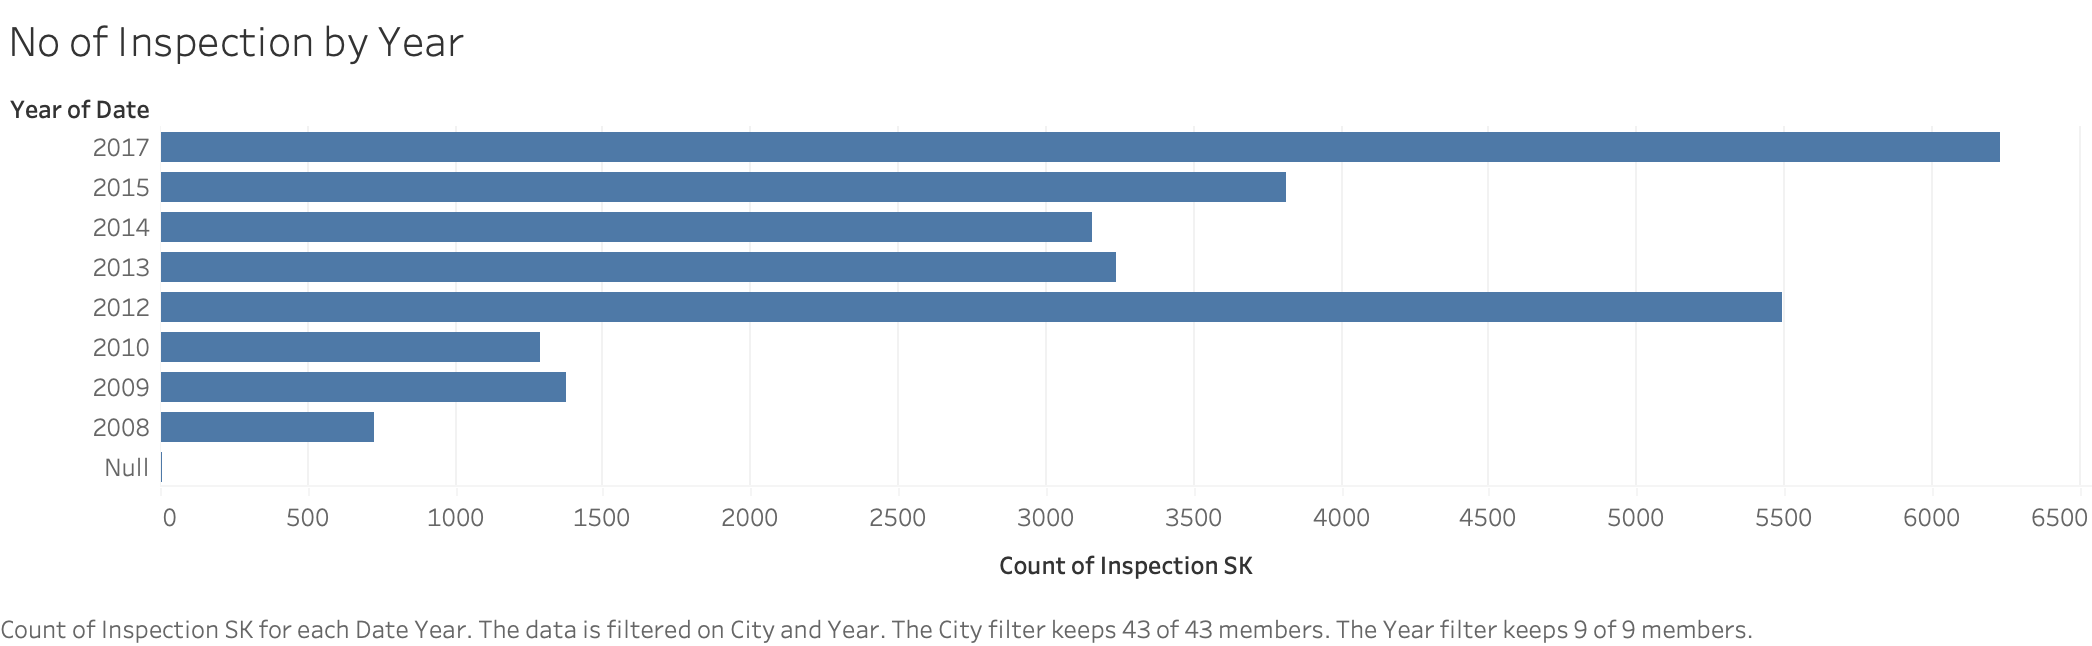 No of Inspection by Year
Year of Date
2017
2015
2014
2013
2012
2010
2009
2008
Null
0 500 1000 1500 2000 2500 3000 3500 4000 4500 5000 5500 6000 6500
Count of Inspection SK
Count of Inspection SK for each Date Year. The data is filtered on City and Year. The City filter keeps 43 of 43 members. The Year filter keeps 9 of 9 members.